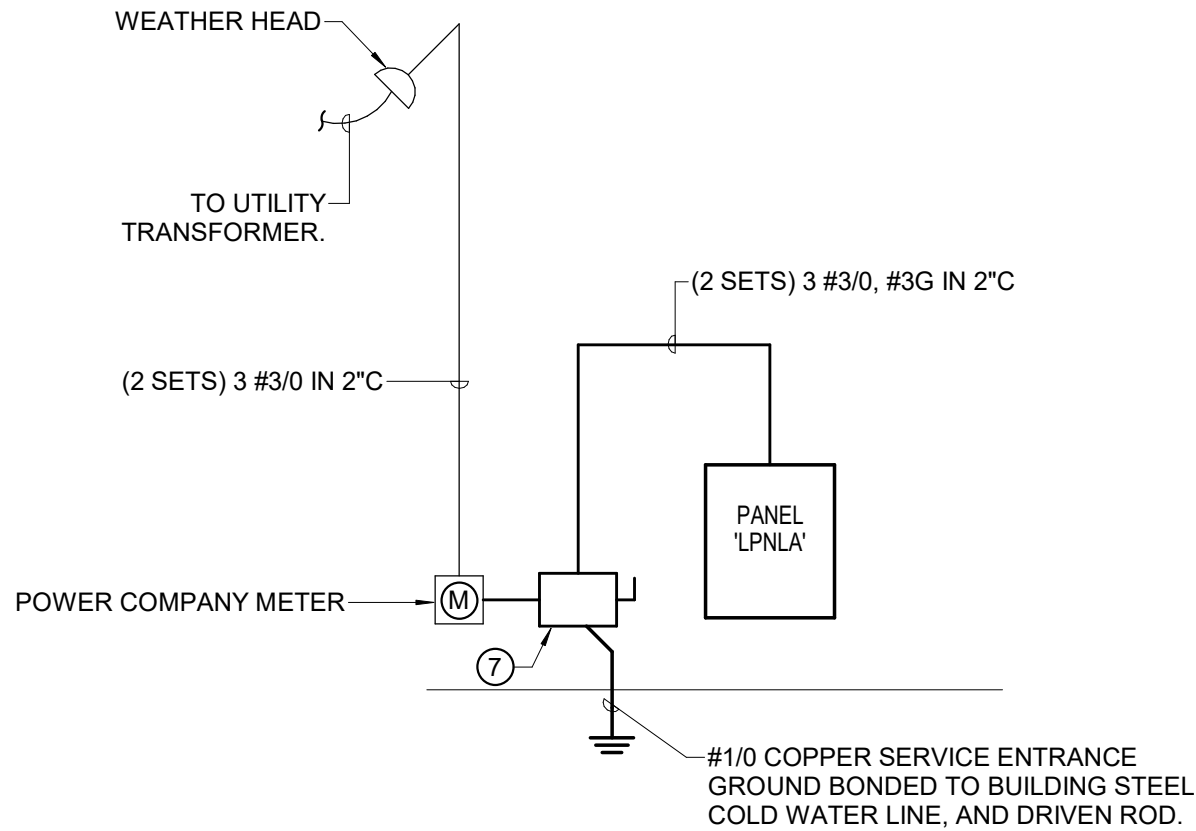 WEATHER HEAD
TO UTILITY
TRANSFORMER.
(2 SETS) 3 #3/0, #3G IN 2"C
(2 SETS) 3 #3/0 IN 2"C
PANEL
'LPNLA'
POWER COMPANY METER
M
7
#1/0 COPPER SERVICE ENTRANCE
GROUND BONDED TO BUILDING STEEL
COLD WATER LINE, AND DRIVEN ROD.